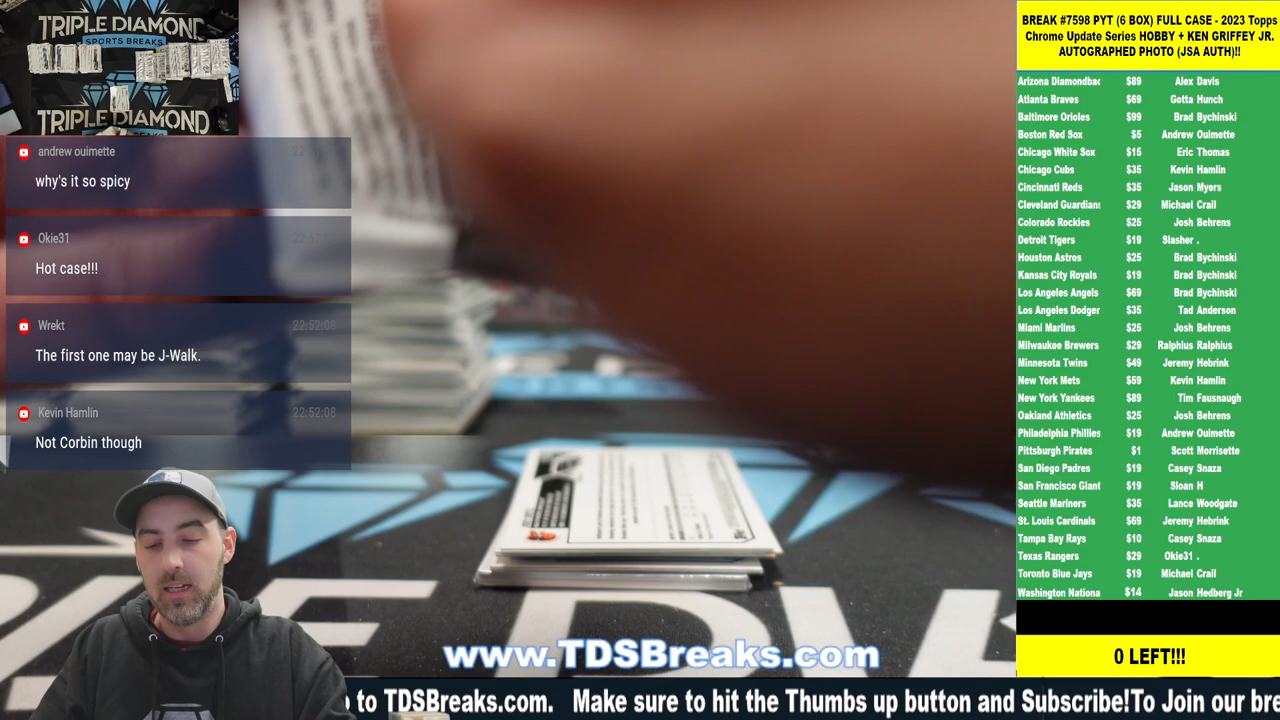 TRIPLE DIAMOND
SPORTS BREAKS
TRIPLE DIAMOND
andrew ouimette
why's it so spicy
Okie31
Hot case!!!
Wrekt 22:52:08
The first one may be J-Walk.
Kevin Hamlin 22:52:08
Not Corbin though
BREAK #7598 PYT (6 BOX) FULL CASE - 2023 Topps
Chrome Update Series HOBBY + KEN GRIFFEY JR.
AUTOGRAPHED PHOTO (JSA AUTH)!!
Arizona Diamondbac $89 Alex Davis
Atlanta Braves $69 Gotta Hunch
Baltimore Orioles $99 Brad Bychinski
Boston Red Sox $5 Andrew Ouimette
Chicago White Sox $15 Eric Thomas
Chicago Cubs $35 Kevin Hamlin
Cincinnati Reds $35 Jason Myers
Cleveland Guardians $29 Michael Crail
Colorado Rockies $25 Josh Behrens
Detroit Tigers $19 Slasher .
Houston Astros $25 Brad Bychinski
Kansas City Royals $19 Brad Bychinski
Los Angeles Angels $69 Brad Bychinski
Los Angeles Dodger $35 Tad Anderson
Miami Marlins $25 Josh Behrens
Milwaukee Brewers $29 Ralphius Ralphius
Minnesota Twins $49 Jeremy Hebrink
New York Mets $59 Kevin Hamlin
New York Yankees $89 Tim Fausnaugh
Oakland Athletics $25 Josh Behrens
Philadelphia Phillies $19 Andrew Ouimette
Pittsburgh Pirates $1 Scott Morrisette
San Diego Padres $19 Casey Snaza
San Francisco Giant $19 Sloan H
Seattle Mariners $35 Lance Woodgate
St. Louis Cardinals $69 Jeremy Hebrink
Tampa Bay Rays $10 Casey Snaza
Texas Rangers $29 Okie31 .
Toronto Blue Jays $19 Michael Crail
Washington Nationa $14 Jason Hedberg Jr
0 LEFT!!!
www.TDSBreaks.com
to TDSBreaks.com. Make sure to hit the Thumbs up button and Subscribe!To Join our bre